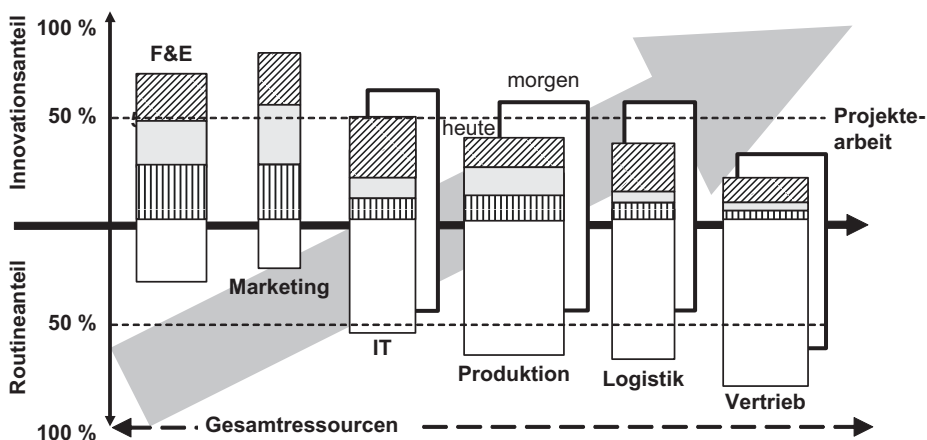 100 %
Innovationsanteil
F&E
50 %
morgen
heute
Projekte-
arbeit
Marketing
Routineanteil
50 %
IT
Produktion
Logistik
Vertrieb
100 %
Gesamtressourcen